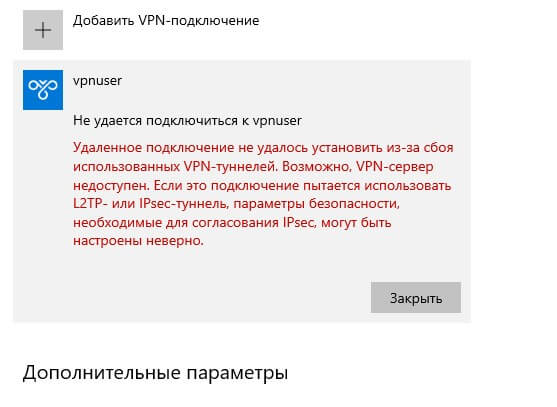 Добавить VPN-подключение
vpnuser
Не удается подключиться к vpnuser
Удаленное подключение не удалось установить из-за сбоя
использованных VPN-туннелей. Возможно, VPN-сервер
недоступен. Если это подключение пытается использовать
L2TP- или IPsec-туннель, параметры безопасности,
необходимые для согласования IPsec, могут быть
настроены неверно.
Закрыть
Дополнительные параметры